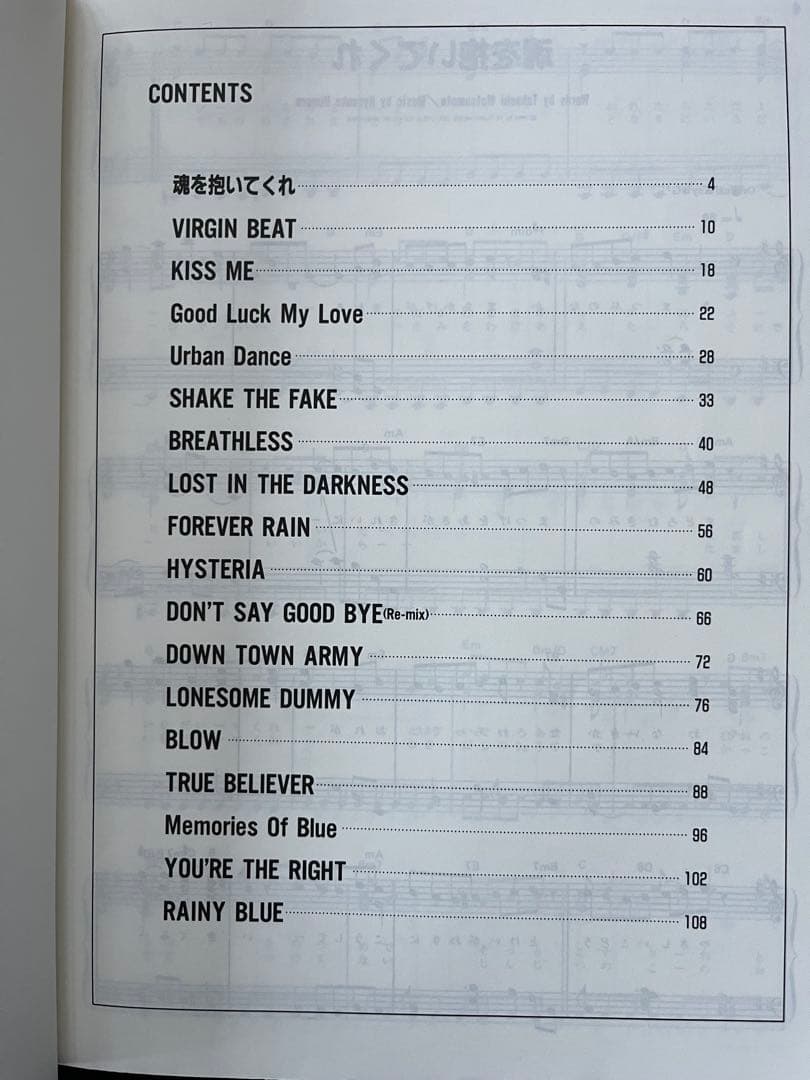 CONTENTS
魂を抱いてくれ 4
VIRGIN BEAT 10
KISS ME 18
Good Luck My Love 22
Urban Dance 28
SHAKE THE FAKE 33
BREATHLESS 40
LOST IN THE DARKNESS 48
FOREVER RAIN 56
HYSTERIA 60
DON'T SAY GOOD BYE(Re-mix) 66
DOWN TOWN ARMY 72
LONESOME DUMMY 76
BLOW 84
TRUE BELIEVER 88
Memories Of Blue 96
YOU'RE THE RIGHT 102
RAINY BLUE 108